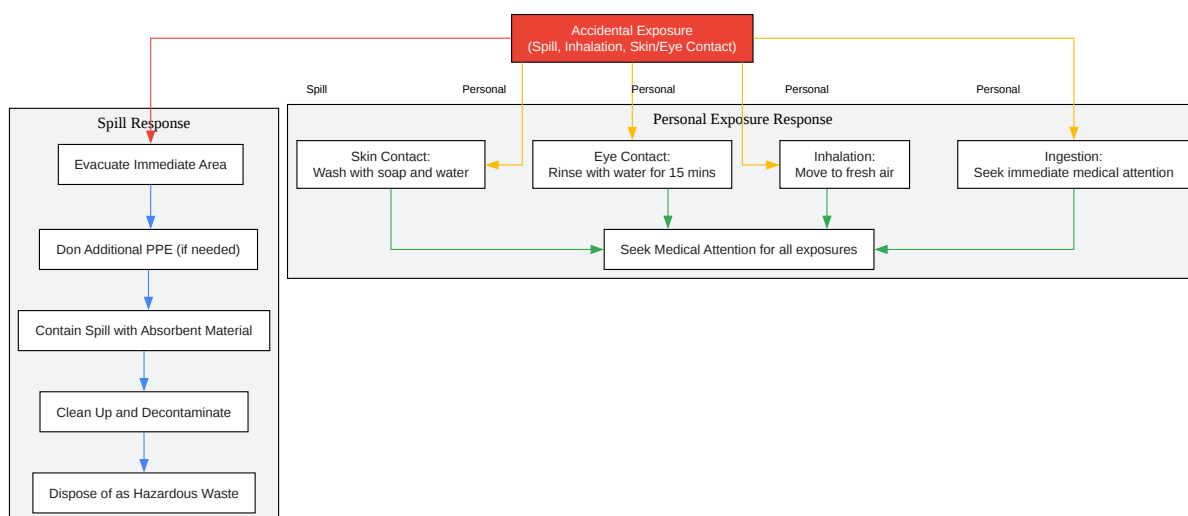 Accidental Exposure
(Spill, Inhalation, Skin/Eye Contact)
Spill
Personal
Personal
Personal
Personal
Spill Response
Evacuate Immediate Area
Don Additional PPE (if needed)
Contain Spill with Absorbent Material
Clean Up and Decontaminate
Dispose of as Hazardous Waste
Personal Exposure Response
Skin Contact:
Wash with soap and water
Eye Contact:
Rinse with water for 15 mins
Inhalation:
Move to fresh air
Ingestion:
Seek immediate medical attention
Seek Medical Attention for all exposures